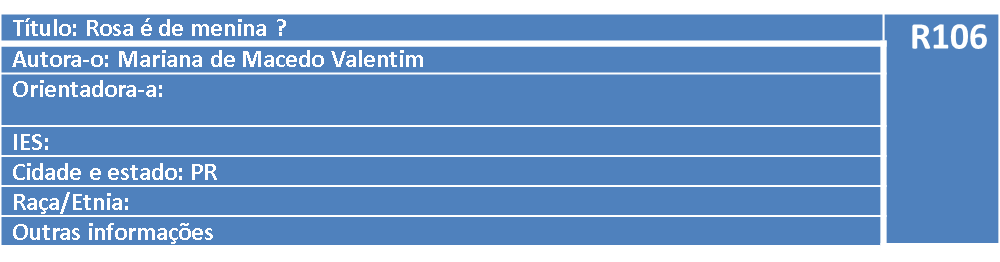 Título: Rosa é de menina ?
R106
Autora-o: Mariana de Macedo Valentim
Orientadora-a:
IES:
Cidade e estado: PR
Raça/Etnia:
Outras informações